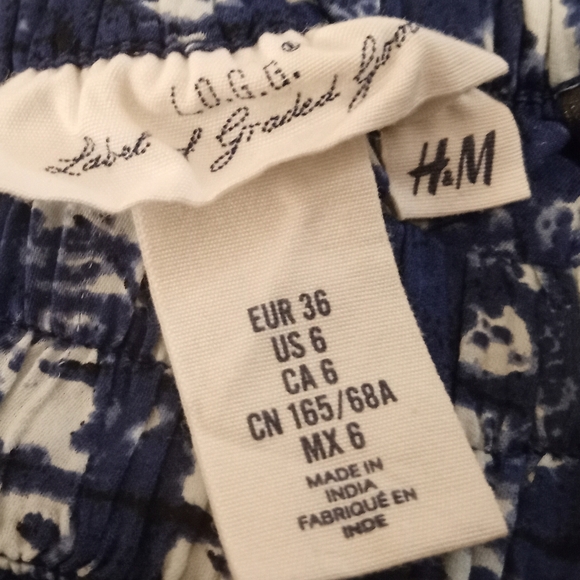 L.O.G.G.
Label of Graded Goods
H&M
EUR 36
US 6
CA 6
CN 165/68A
MX 6
MADE IN
INDIA
FABRIQUÉ EN
INDE